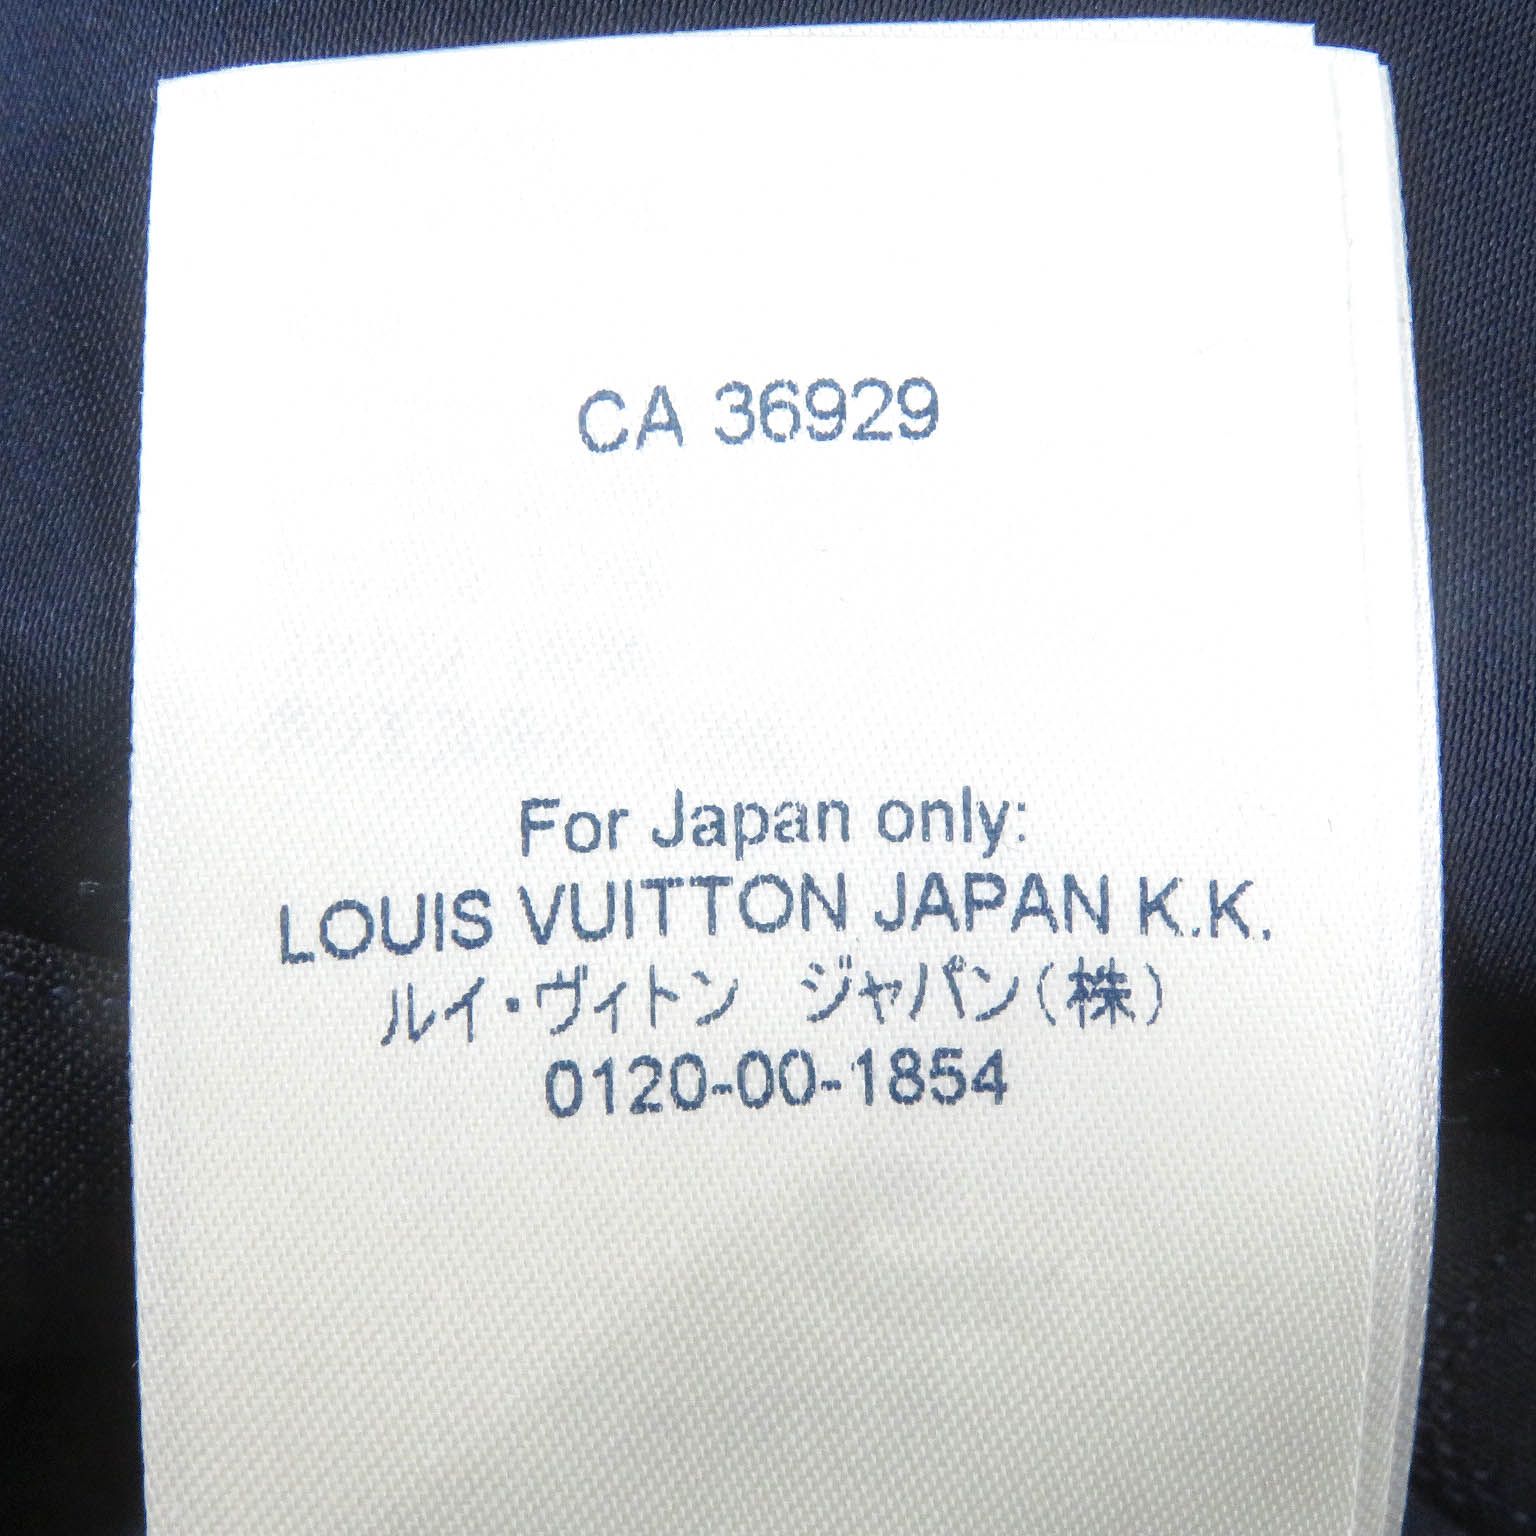 CA 36929
For Japan only:
LOUIS VUITTON JAPAN K.K.
ルイ・ヴィトン　ジャパン(株)
0120-00-1854